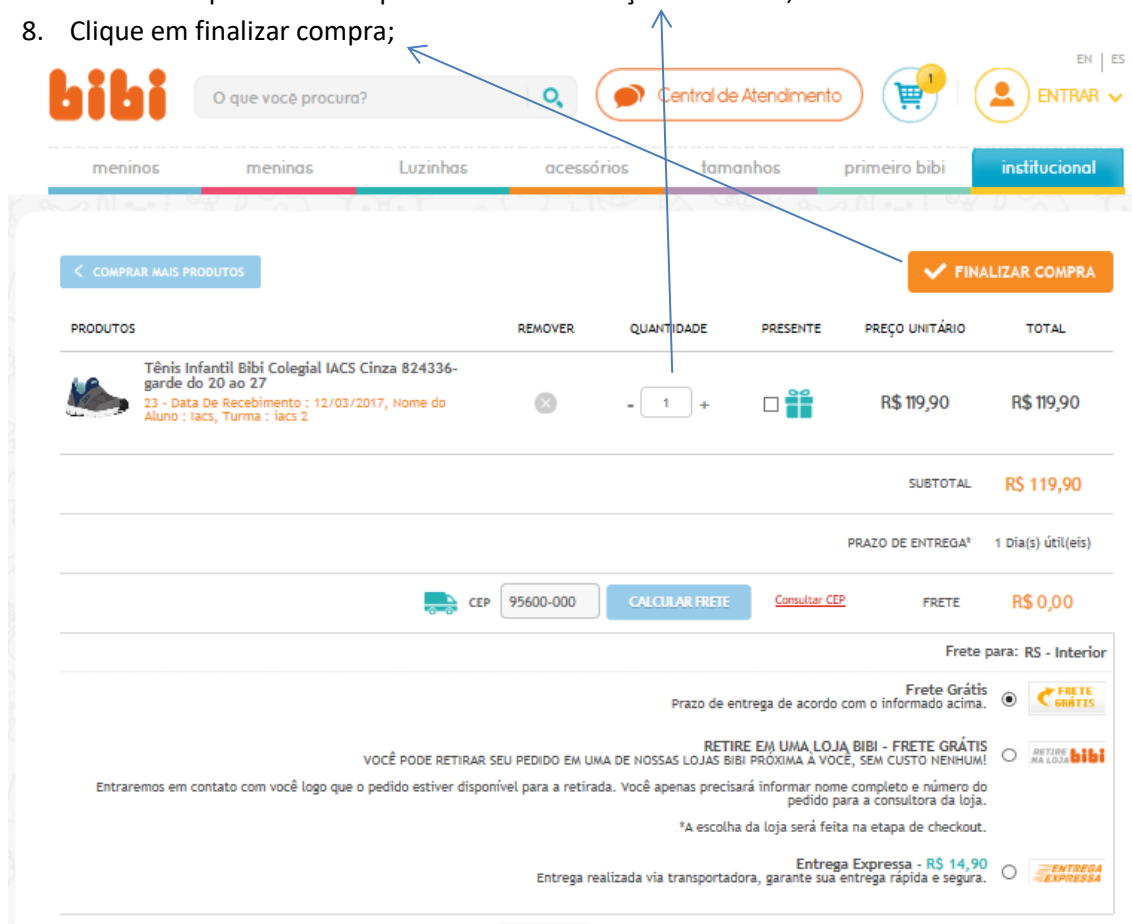 8. Clique em finalizar compra;
EN | ES
bibi
O que você procura?
Central de Atendimento
1
ENTRAR
meninos meninas Luzinhas acessórios tamanhos primeiro bibi institucional
< COMPRAR MAIS PRODUTOS
FINALIZAR COMPRA
PRODUTOS REMOVER QUANTIDADE PRESENTE PREÇO UNITÁRIO TOTAL
Tênis Infantil Bibi Colegial IACS Cinza 824336-
garde do 20 ao 27
23 - Data De Recebimento : 12/03/2017, Nome do
Aluno : Iacs, Turma : iacs 2
- 1 +
R$ 119,90 R$ 119,90
SUBTOTAL R$ 119,90
PRAZO DE ENTREGA* 1 Dia(s) útil(eis)
CEP 95600-000 CALCULAR FRETE Consultar CEP FRETE R$ 0,00
Frete para: RS - Interior
Frete Grátis
Prazo de entrega de acordo com o informado acima.
FRETE
GRÁTIS
RETIRE EM UMA LOJA BIBI - FRETE GRÁTIS
VOCÊ PODE RETIRAR SEU PEDIDO EM UMA DE NOSSAS LOJAS BIBI PRÓXIMA À VOCÊ, SEM CUSTO NENHUM!
RETIRE
NA LOJA bibi
Entraremos em contato com você logo que o pedido estiver disponível para a retirada. Você apenas precisará informar nome completo e número do
pedido para a consultora da loja.
*A escolha da loja será feita na etapa de checkout.
Entrega Expressa - R$ 14,90
Entrega realizada via transportadora, garante sua entrega rápida e segura.
ENTREGA
EXPRESSA